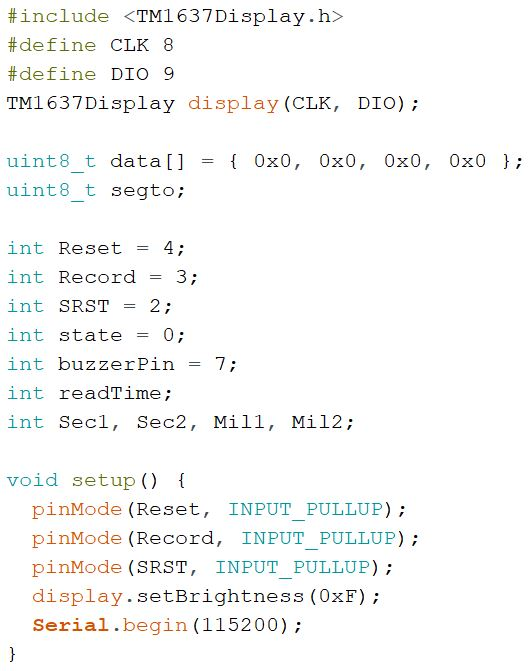 #include <TM1637Display.h>
#define CLK 8
#define DIO 9
TM1637Display display(CLK, DIO);

uint8_t data[] = { 0x0, 0x0, 0x0, 0x0 };
uint8_t segto;

int Reset = 4;
int Record = 3;
int SRST = 2;
int state = 0;
int buzzerPin = 7;
int readTime;
int Sec1, Sec2, Mil1, Mil2;

void setup() {
  pinMode(Reset, INPUT_PULLUP);
  pinMode(Record, INPUT_PULLUP);
  pinMode(SRST, INPUT_PULLUP);
  display.setBrightness(0xF);
  Serial.begin(115200);
}